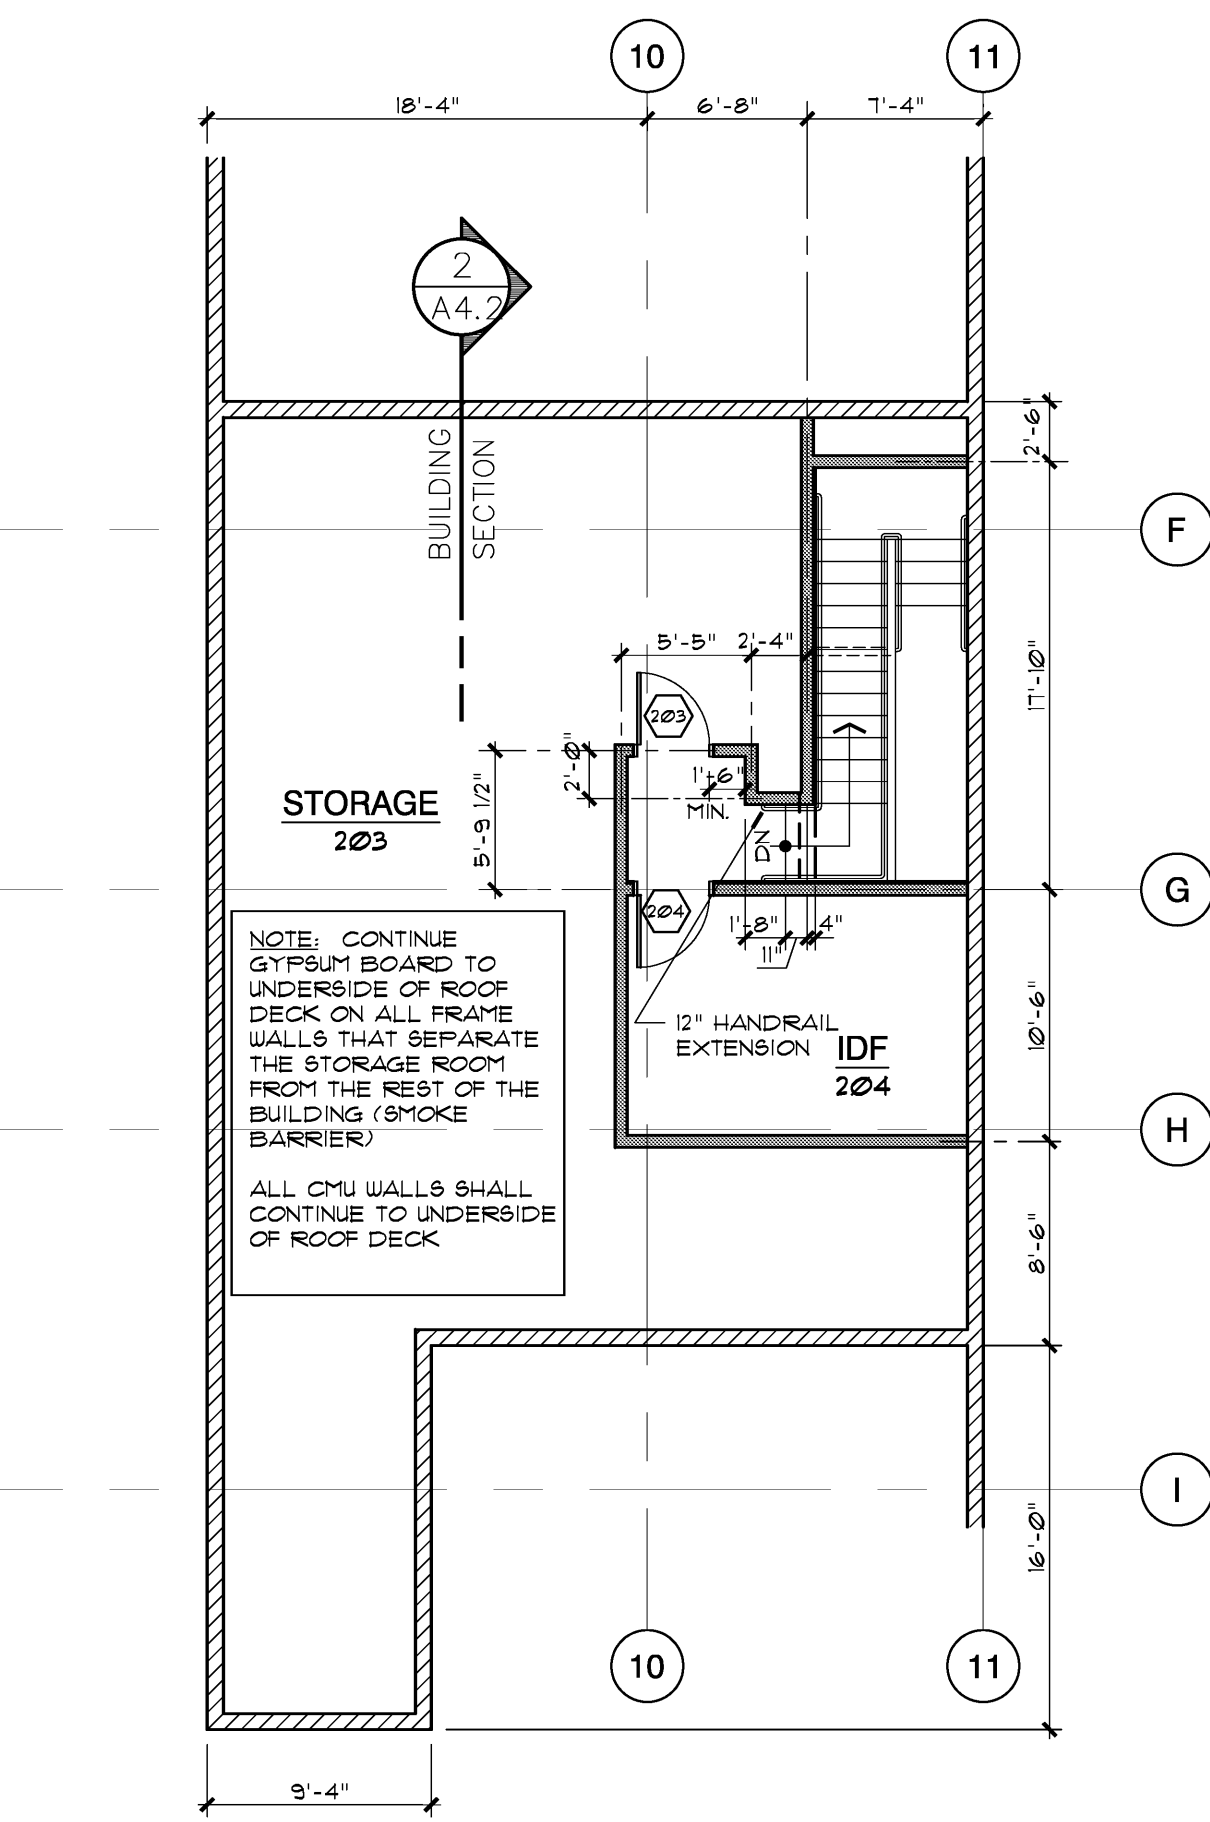 10 11
18'-4" 6'-8" 7'-4"
2
A4.2
BUILDING
SECTION
2'-6"
F
5'-5" 2'-4"
17'-10"
203
2'-0"
1'-6"
MIN.
5'-9 1/2"
STORAGE
203
DN
G
204
1'-8" 4"
11"
NOTE: CONTINUE
GYPSUM BOARD TO
UNDERSIDE OF ROOF
DECK ON ALL FRAME
WALLS THAT SEPARATE
THE STORAGE ROOM
FROM THE REST OF THE
BUILDING (SMOKE
BARRIER)
ALL CMU WALLS SHALL
CONTINUE TO UNDERSIDE
OF ROOF DECK
12" HANDRAIL
EXTENSION
IDF
204
10'-6"
H
8'-6"
I
16'-0"
10 11
9'-4"